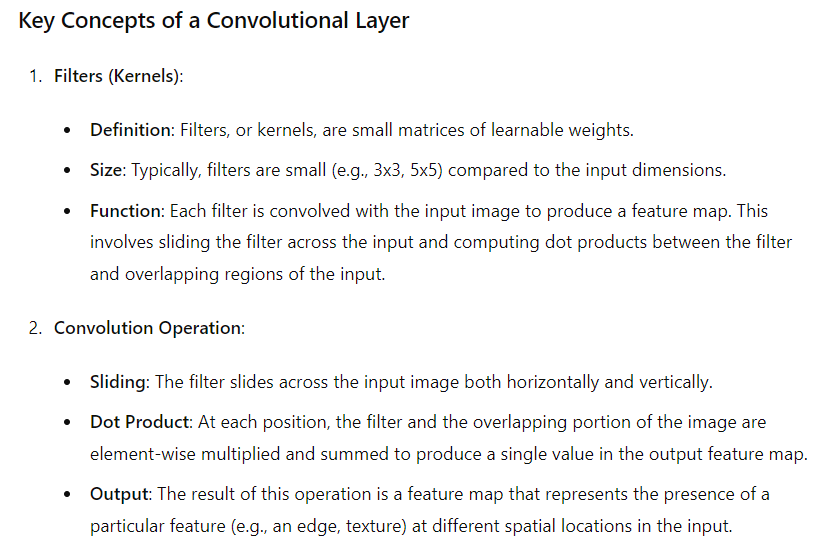 Key Concepts of a Convolutional Layer
1. Filters (Kernels):
• Definition: Filters, or kernels, are small matrices of learnable weights.
• Size: Typically, filters are small (e.g., 3x3, 5x5) compared to the input dimensions.
• Function: Each filter is convolved with the input image to produce a feature map. This
involves sliding the filter across the input and computing dot products between the filter
and overlapping regions of the input.
2. Convolution Operation:
• Sliding: The filter slides across the input image both horizontally and vertically.
• Dot Product: At each position, the filter and the overlapping portion of the image are
element-wise multiplied and summed to produce a single value in the output feature map.
• Output: The result of this operation is a feature map that represents the presence of a
particular feature (e.g., an edge, texture) at different spatial locations in the input.